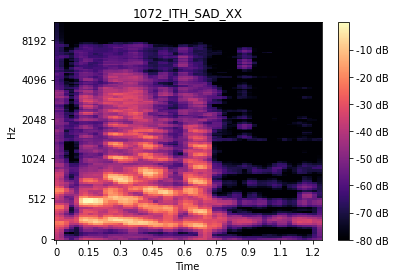 1072_ITH_SAD_XX
8192
4096
2048
1024
512
0
Hz
0 0.15 0.3 0.45 0.6 0.75 0.9 1.1 1.2
Time
-10 dB
-20 dB
-30 dB
-40 dB
-50 dB
-60 dB
-70 dB
-80 dB